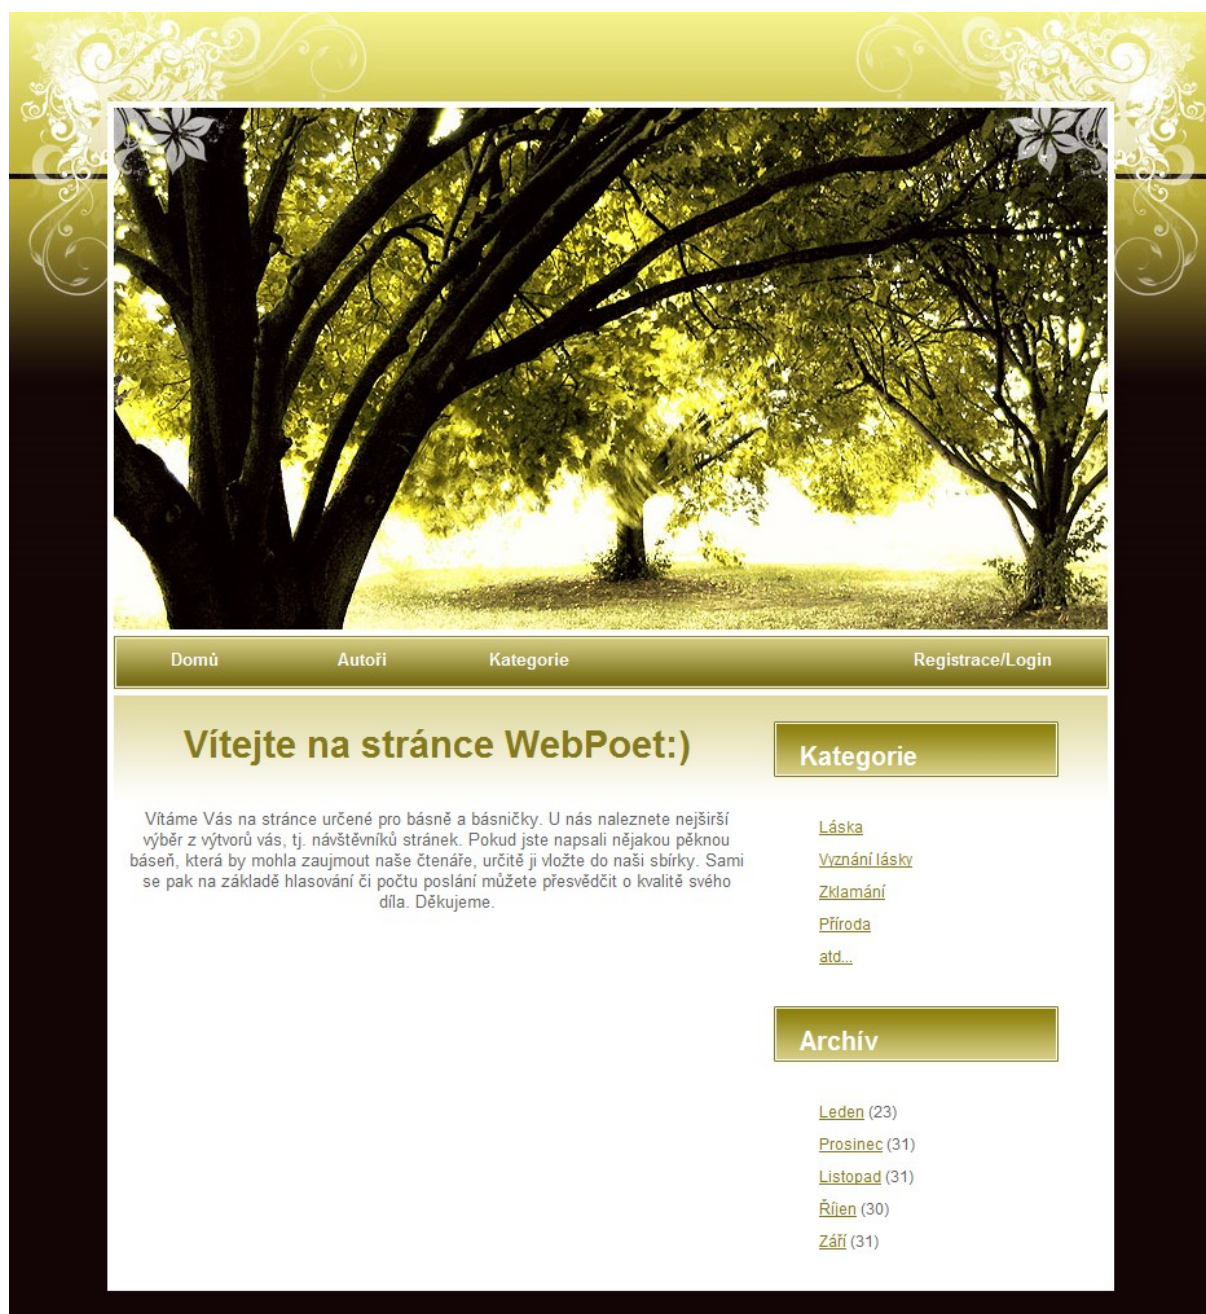 Domů Autoři Kategorie Registrace/Login
Vítejte na stránce WebPoet:)
Vítáme Vás na stránce určené pro básně a básničky. U nás naleznete nejširší
výběr z výtvorů vás, tj. návštěvníků stránek. Pokud jste napsali nějakou pěknou
báseň, která by mohla zaujmout naše čtenáře, určitě ji vložte do naši sbírky. Sami
se pak na základě hlasování či počtu poslání můžete přesvědčit o kvalitě svého
díla. Děkujeme.
Kategorie
Láska
Vyznání lásky
Zklamání
Příroda
atd...
Archív
Leden (23)
Prosinec (31)
Listopad (31)
Říjen (30)
Září (31)